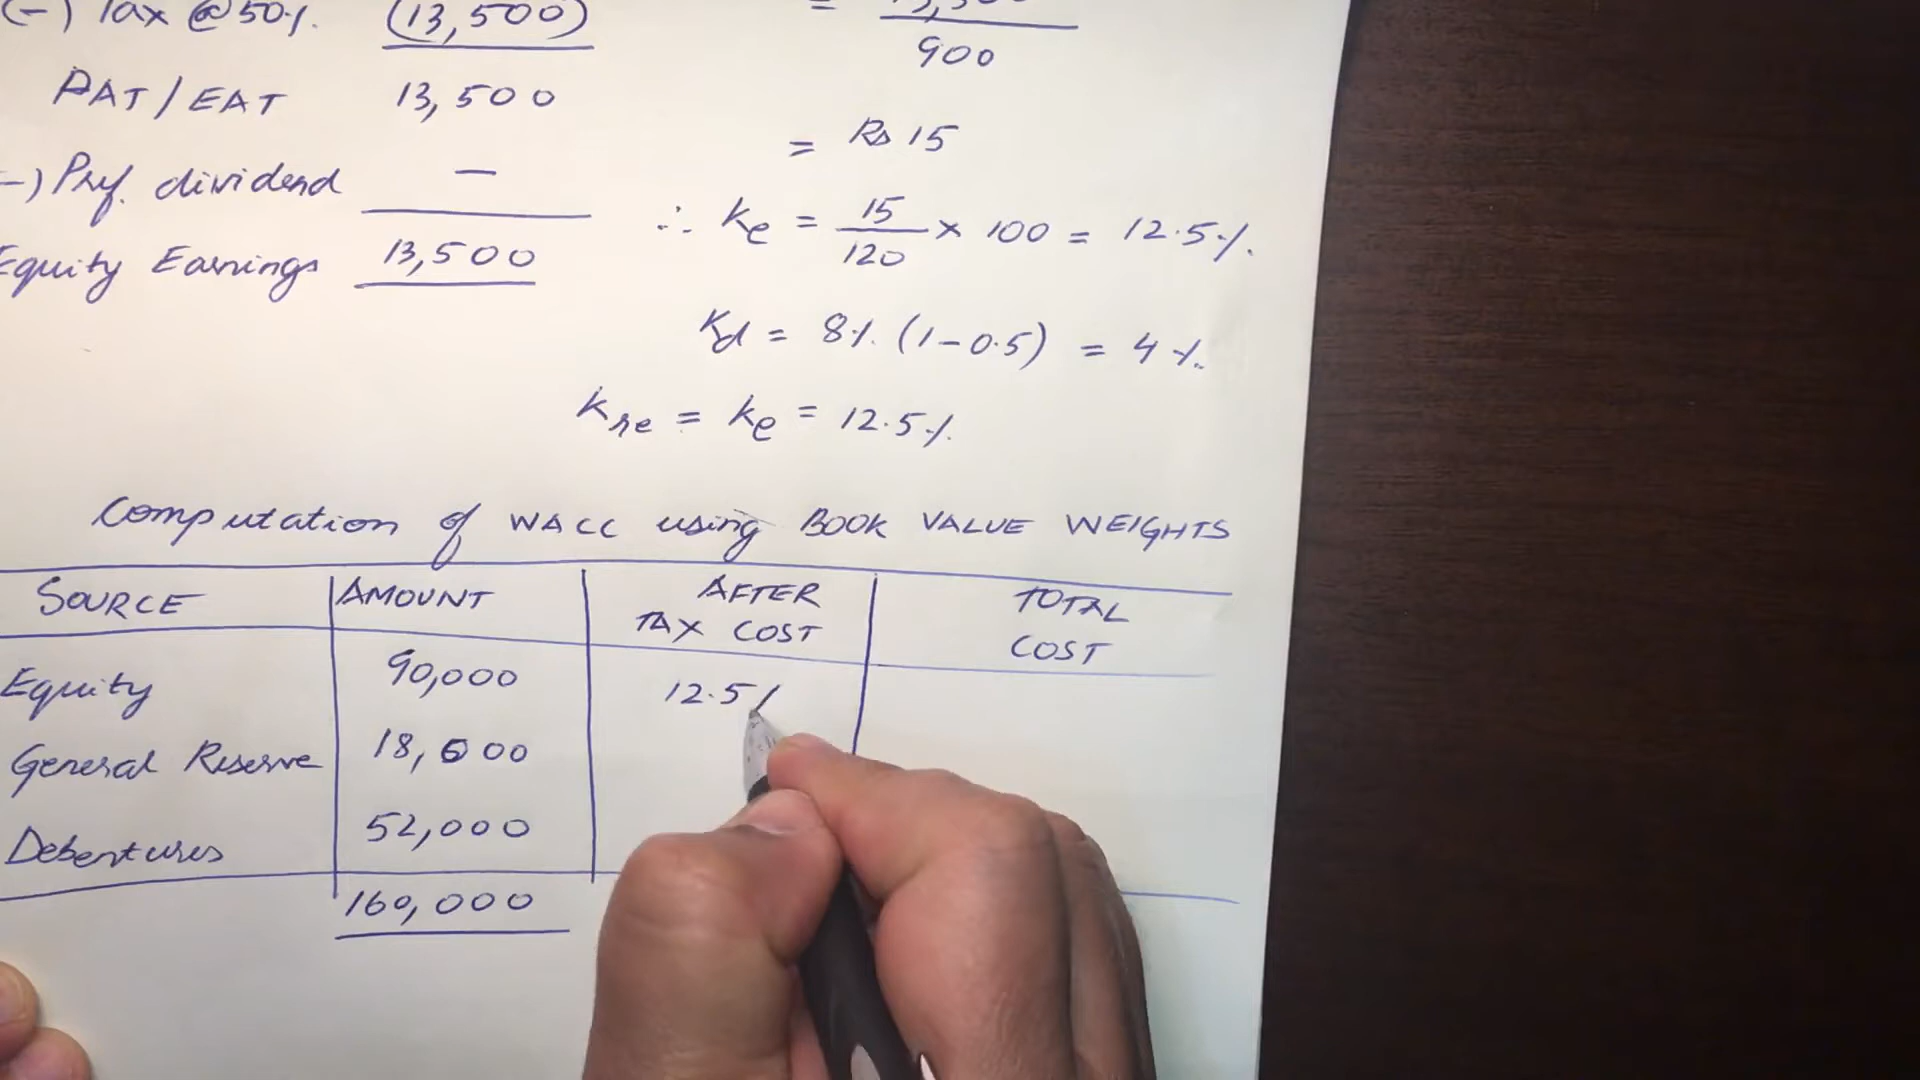 (-) Tax @50%. (13,500)
PAT/EAT 13,500
-) Pref. dividend —
Equity Earnings 13,500
=
900
= Rs 15
∴ Ke = 15/120 × 100 = 12.5%.
Kd = 8%. (1-0.5) = 4%.
Kre = Ke = 12.5%.
Computation of WACC using BOOK VALUE WEIGHTS
SOURCE AMOUNT AFTER TAX COST TOTAL COST
Equity 90,000 12.5/
General Reserve 18,000
Debentures 52,000
160,000